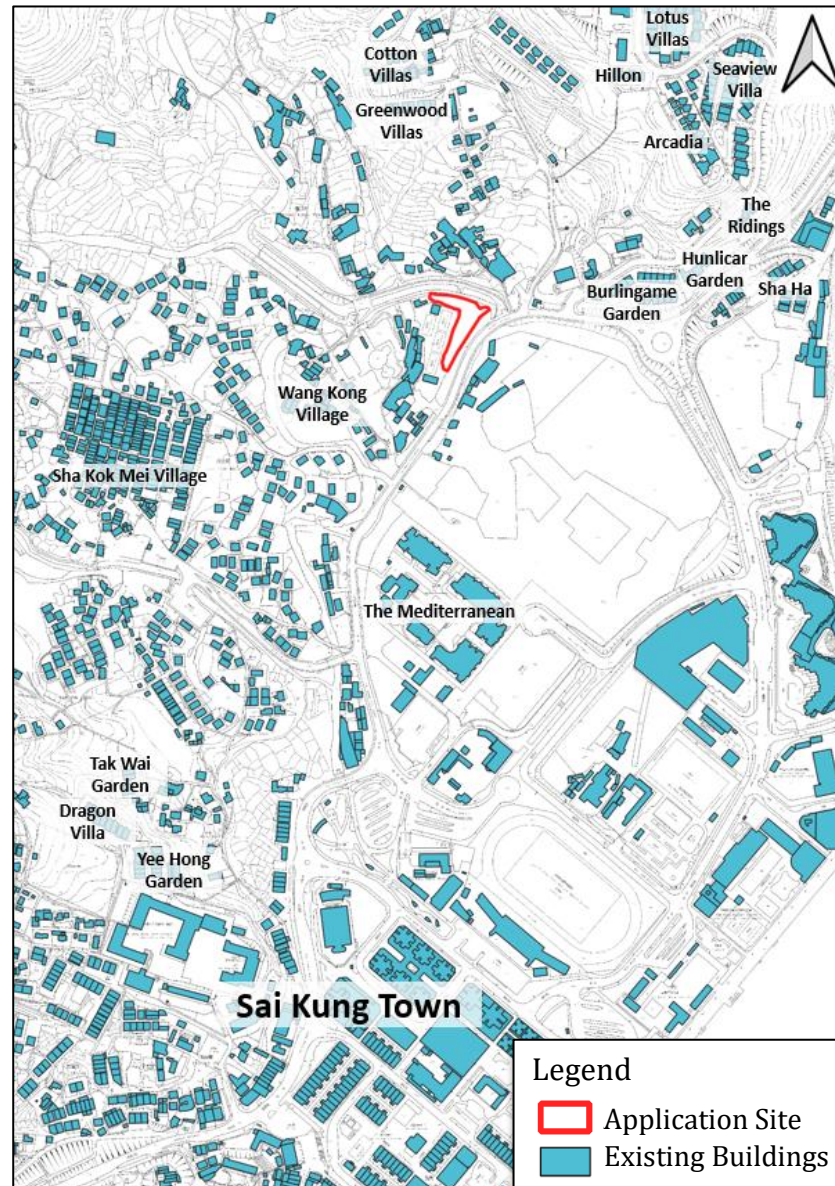 Lotus
Villas
Cotton
Villas
Hillon
Seaview
Villa
Greenwood
Villas
Arcadia
The
Ridings
Hunlicar
Garden
Burlingame
Garden
Sha Ha
Wang Kong
Village
Sha Kok Mei Village
The Mediterranean
Tak Wai
Garden
Dragon
Villa
Yee Hong
Garden
Sai Kung Town
Legend
Application Site
Existing Buildings